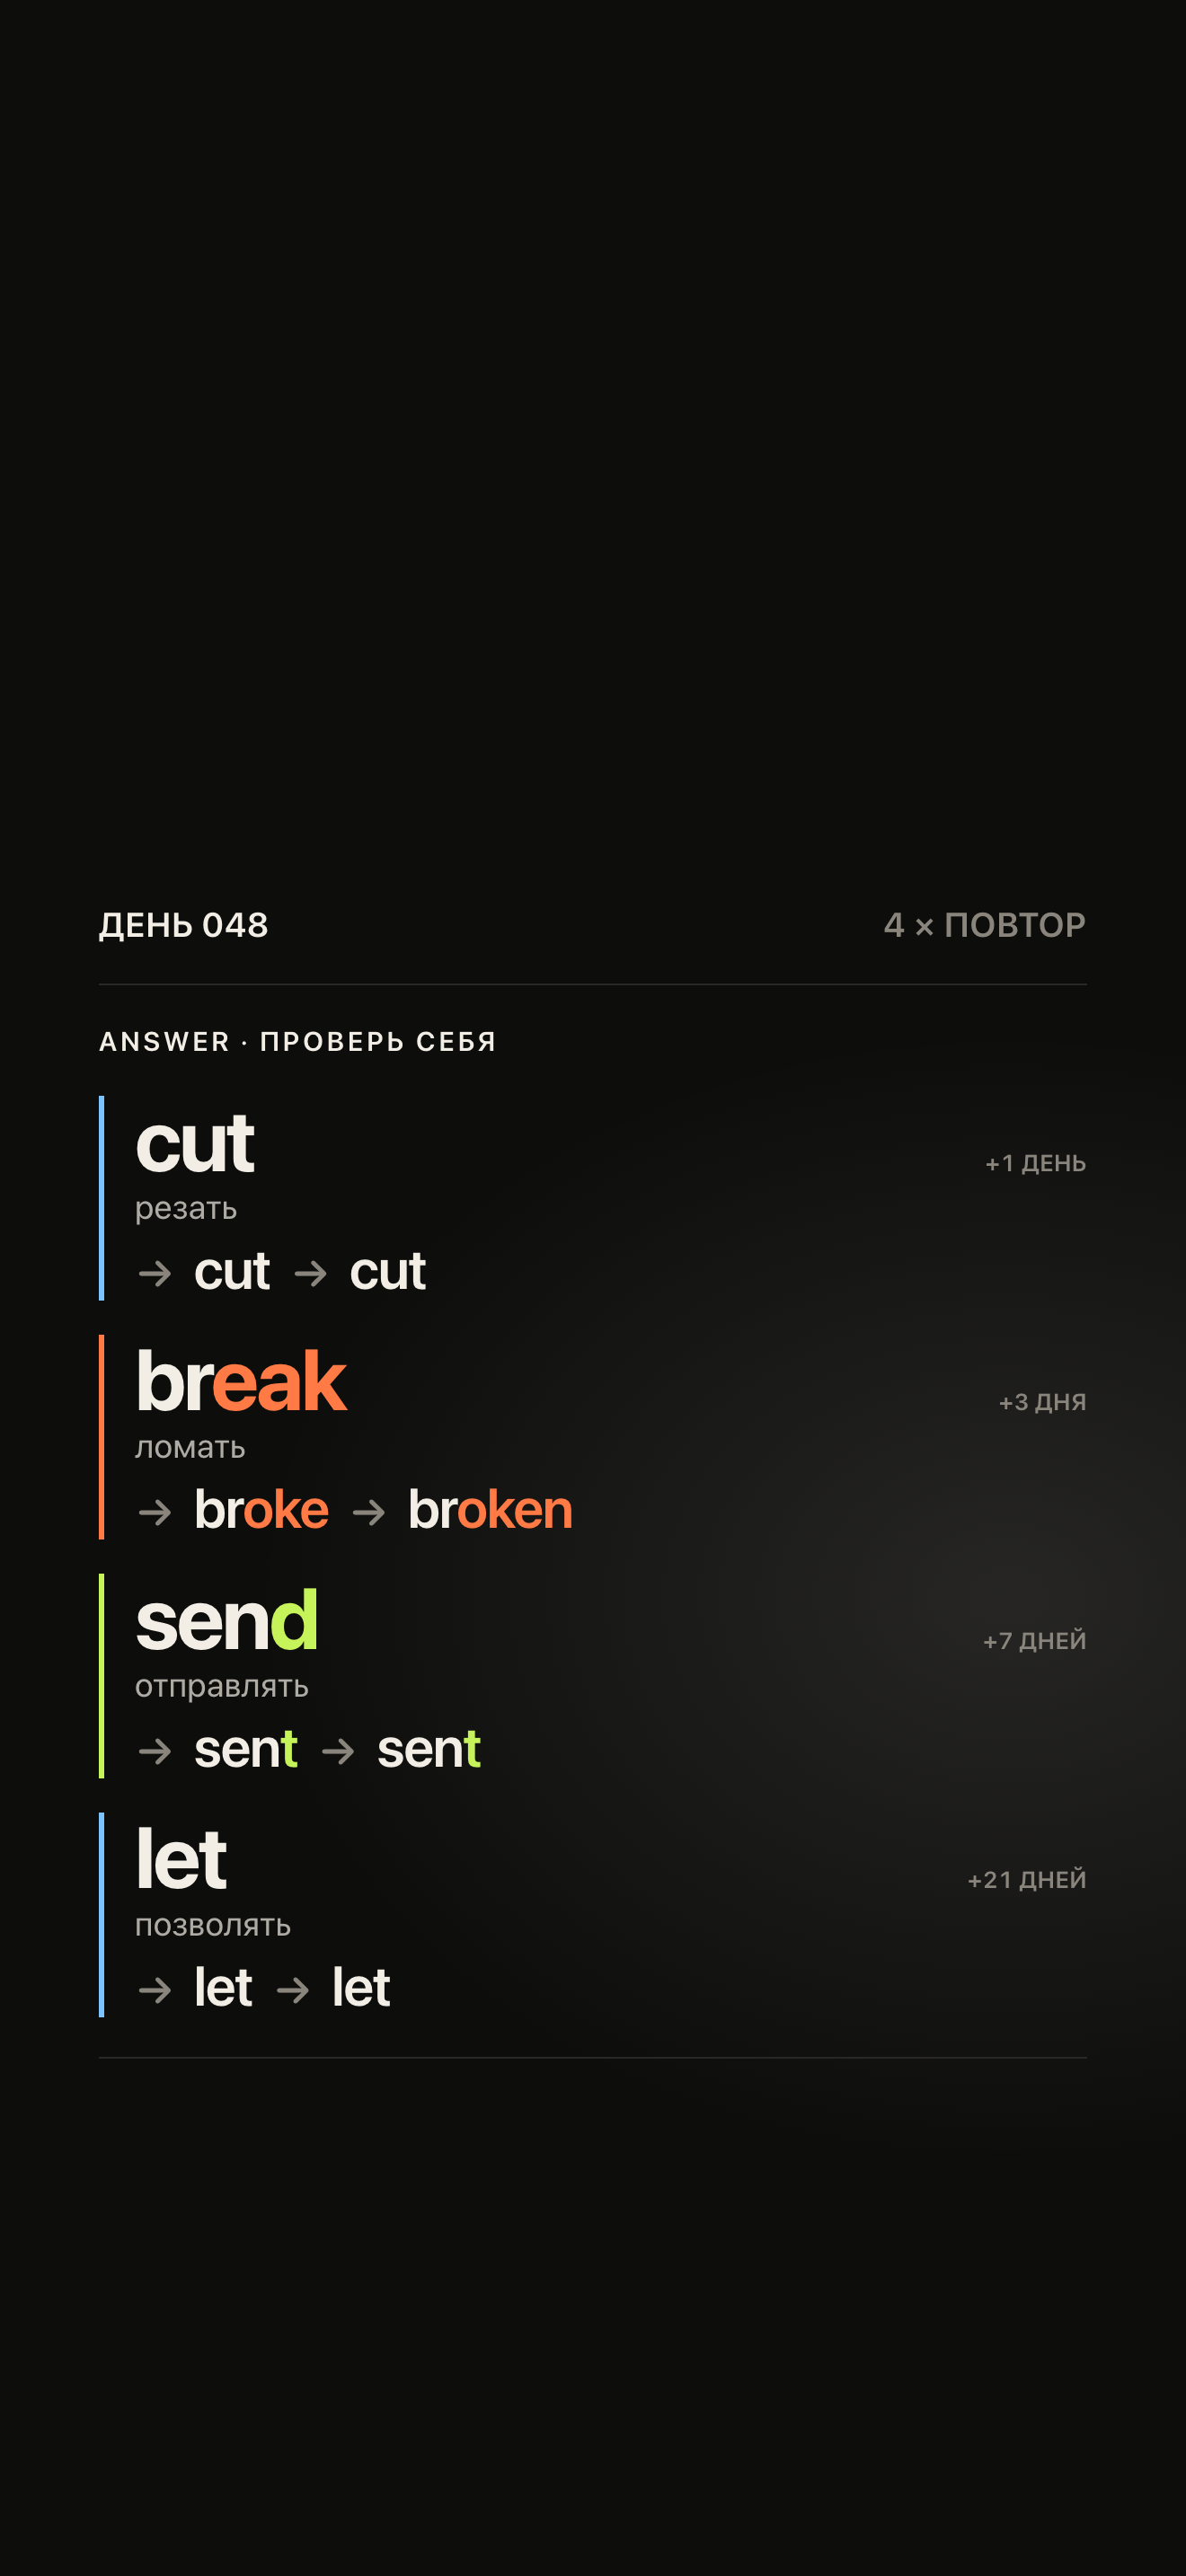 ДЕНЬ 048
4 × ПОВТОР
ANSWER · ПРОВЕРЬ СЕБЯ
cut
+1 ДЕНЬ
резать
→ cut → cut
break
+3 ДНЯ
ломать
→ broke → broken
send
+7 ДНЕЙ
отправлять
→ sent → sent
let
+21 ДНЕЙ
позволять
→ let → let